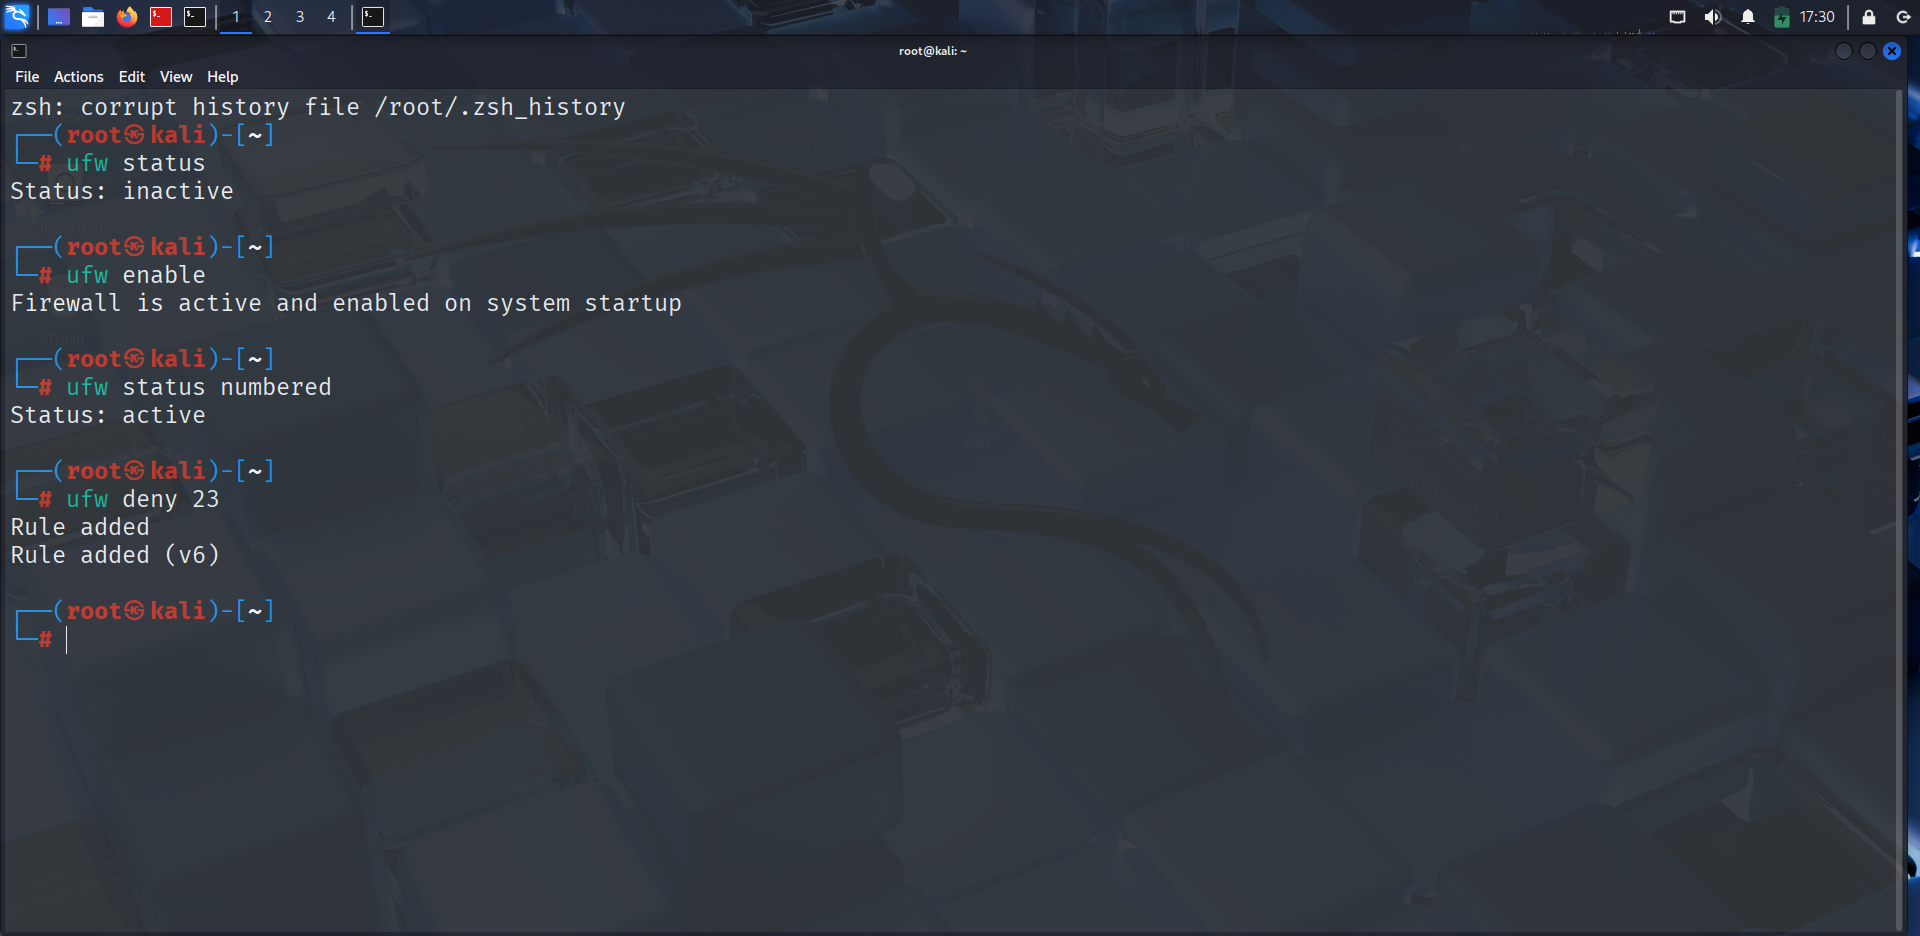 1 2 3 4 17:30
root@kali: ~
File Actions Edit View Help
zsh: corrupt history file /root/.zsh_history
┌──(root㉿kali)-[~]
└─# ufw status
Status: inactive
┌──(root㉿kali)-[~]
└─# ufw enable
Firewall is active and enabled on system startup
┌──(root㉿kali)-[~]
└─# ufw status numbered
Status: active
┌──(root㉿kali)-[~]
└─# ufw deny 23
Rule added
Rule added (v6)
┌──(root㉿kali)-[~]
└─#